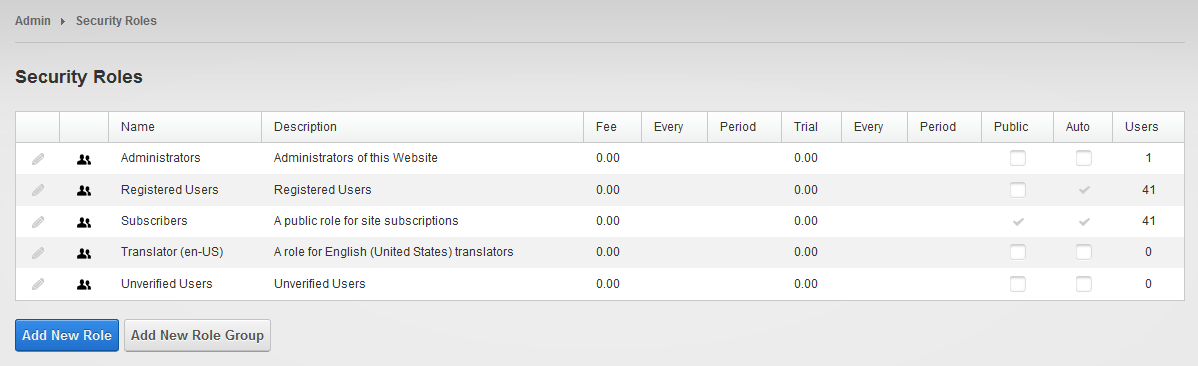 Admin Security Roles
Security Roles
Name Description Fee Every Period Trial Every Period Public Auto Users
Administrators Administrators of this Website 0.00 0.00 1
Registered Users Registered Users 0.00 0.00 41
Subscribers A public role for site subscriptions 0.00 0.00 41
Translator (en-US) A role for English (United States) translators 0.00 0.00 0
Unverified Users Unverified Users 0.00 0.00 0
Add New Role Add New Role Group